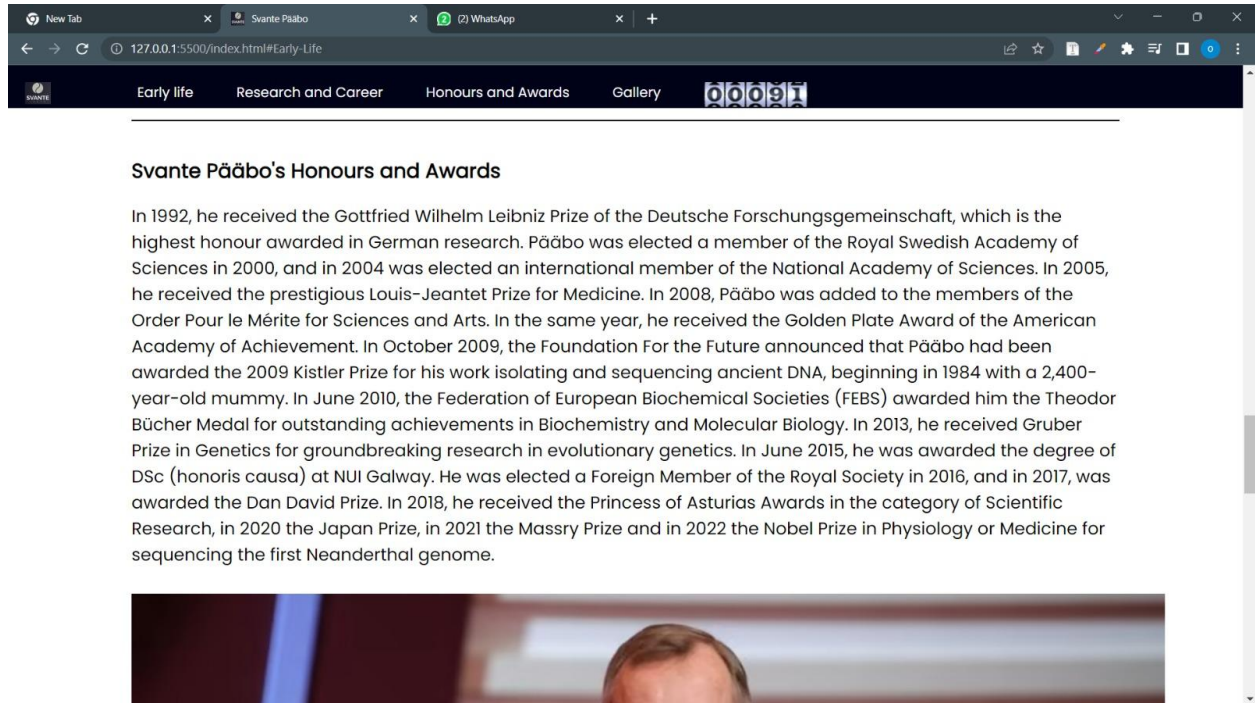 New Tab
Svante Pääbo
2
(2) WhatsApp
127.0.0.1:5500/index.html#Early-Life
o
SVANTE
Early life
Research and Career
Honours and Awards
Gallery
00091
Svante Pääbo's Honours and Awards
In 1992, he received the Gottfried Wilhelm Leibniz Prize of the Deutsche Forschungsgemeinschaft, which is the
highest honour awarded in German research. Pääbo was elected a member of the Royal Swedish Academy of
Sciences in 2000, and in 2004 was elected an international member of the National Academy of Sciences. In 2005,
he received the prestigious Louis-Jeantet Prize for Medicine. In 2008, Pääbo was added to the members of the
Order Pour le Mérite for Sciences and Arts. In the same year, he received the Golden Plate Award of the American
Academy of Achievement. In October 2009, the Foundation For the Future announced that Pääbo had been
awarded the 2009 Kistler Prize for his work isolating and sequencing ancient DNA, beginning in 1984 with a 2,400-
year-old mummy. In June 2010, the Federation of European Biochemical Societies (FEBS) awarded him the Theodor
Bücher Medal for outstanding achievements in Biochemistry and Molecular Biology. In 2013, he received Gruber
Prize in Genetics for groundbreaking research in evolutionary genetics. In June 2015, he was awarded the degree of
DSc (honoris causa) at NUI Galway. He was elected a Foreign Member of the Royal Society in 2016, and in 2017, was
awarded the Dan David Prize. In 2018, he received the Princess of Asturias Awards in the category of Scientific
Research, in 2020 the Japan Prize, in 2021 the Massry Prize and in 2022 the Nobel Prize in Physiology or Medicine for
sequencing the first Neanderthal genome.